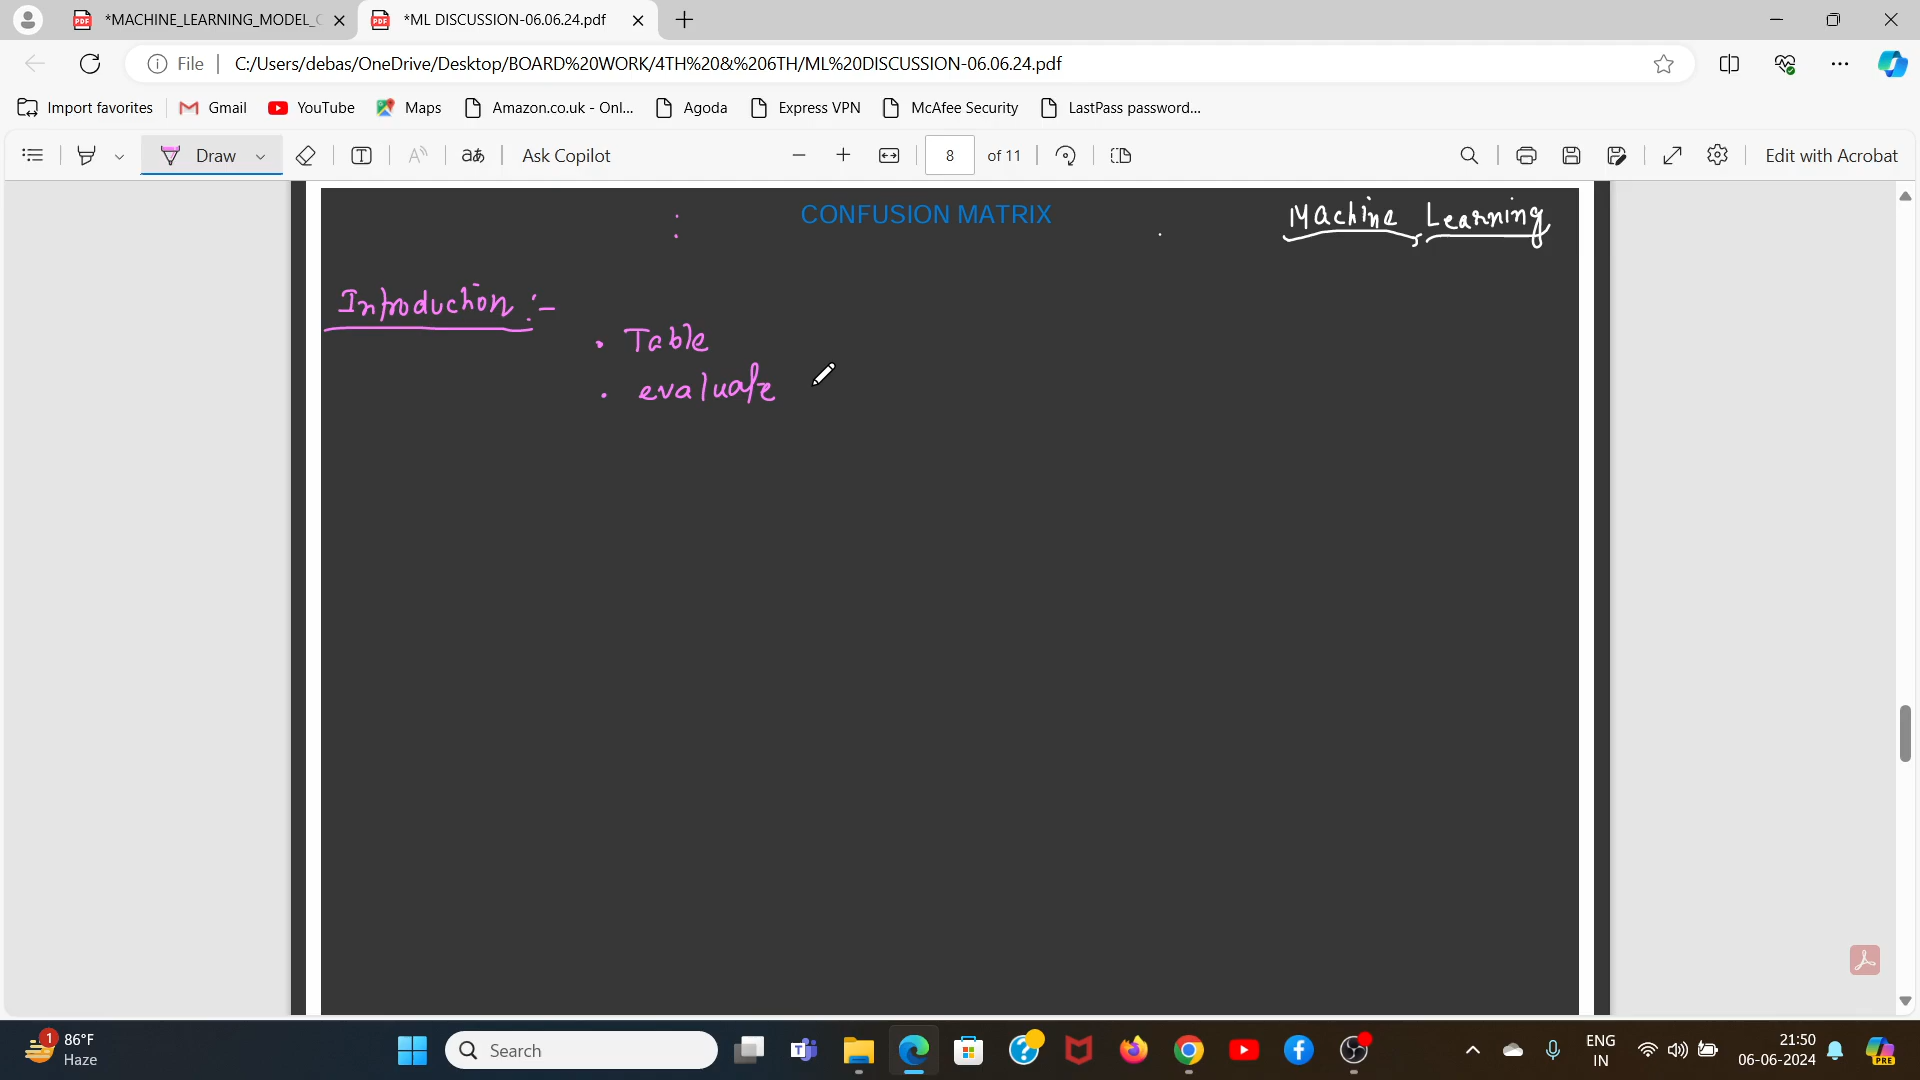 *MACHINE_LEARNING_MODEL_C
*ML DISCUSSION-06.06.24.pdf
File
C:/Users/debas/OneDrive/Desktop/BOARD%20WORK/4TH%20&%206TH/ML%20DISCUSSION-06.06.24.pdf
Import favorites
Gmail
YouTube
Maps
Amazon.co.uk - Onl...
Agoda
Express VPN
McAfee Security
LastPass password...
Draw
Ask Copilot
8 of 11
Edit with Acrobat
CONFUSION MATRIX
Machine Learning
Introduction :-
• Table
• evaluate
1 86°F
Haze
Search
ENG
IN
21:50
06-06-2024
PRE